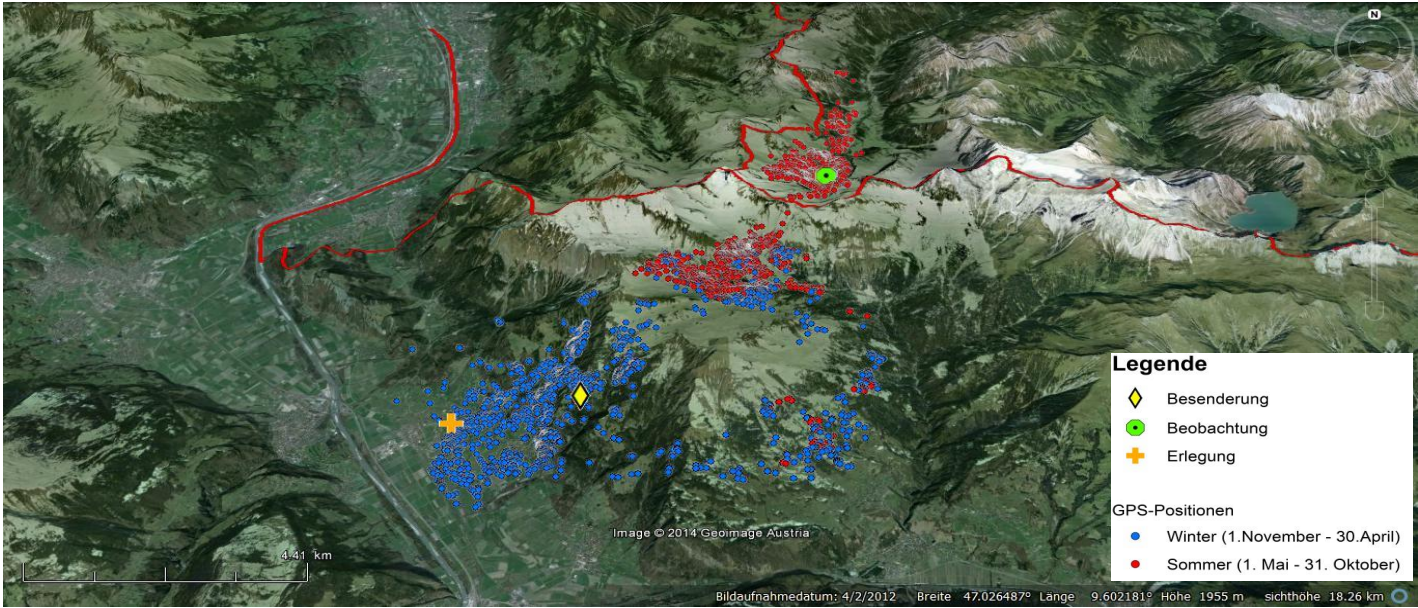 N
Legende
Besenderung
Beobachtung
Erlegung
GPS-Positionen
Winter (1.November - 30.April)
Sommer (1. Mai - 31. Oktober)
Image © 2014 Geoimage Austria
4.41 km
Bildaufnahmedatum: 4/2/2012 Breite 47.026487° Länge 9.602181° Höhe 1955 m sichthöhe 18.26 km